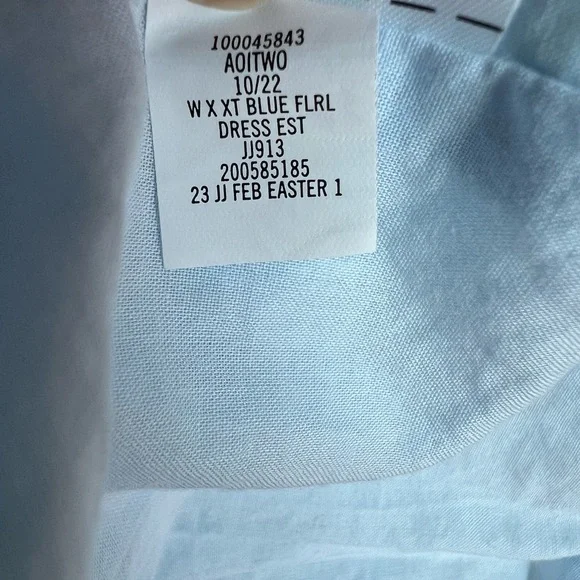 100045843
AOITWO
10/22
W X XT BLUE FLRL
DRESS EST
JJ913
200585185
23 JJ FEB EASTER 1